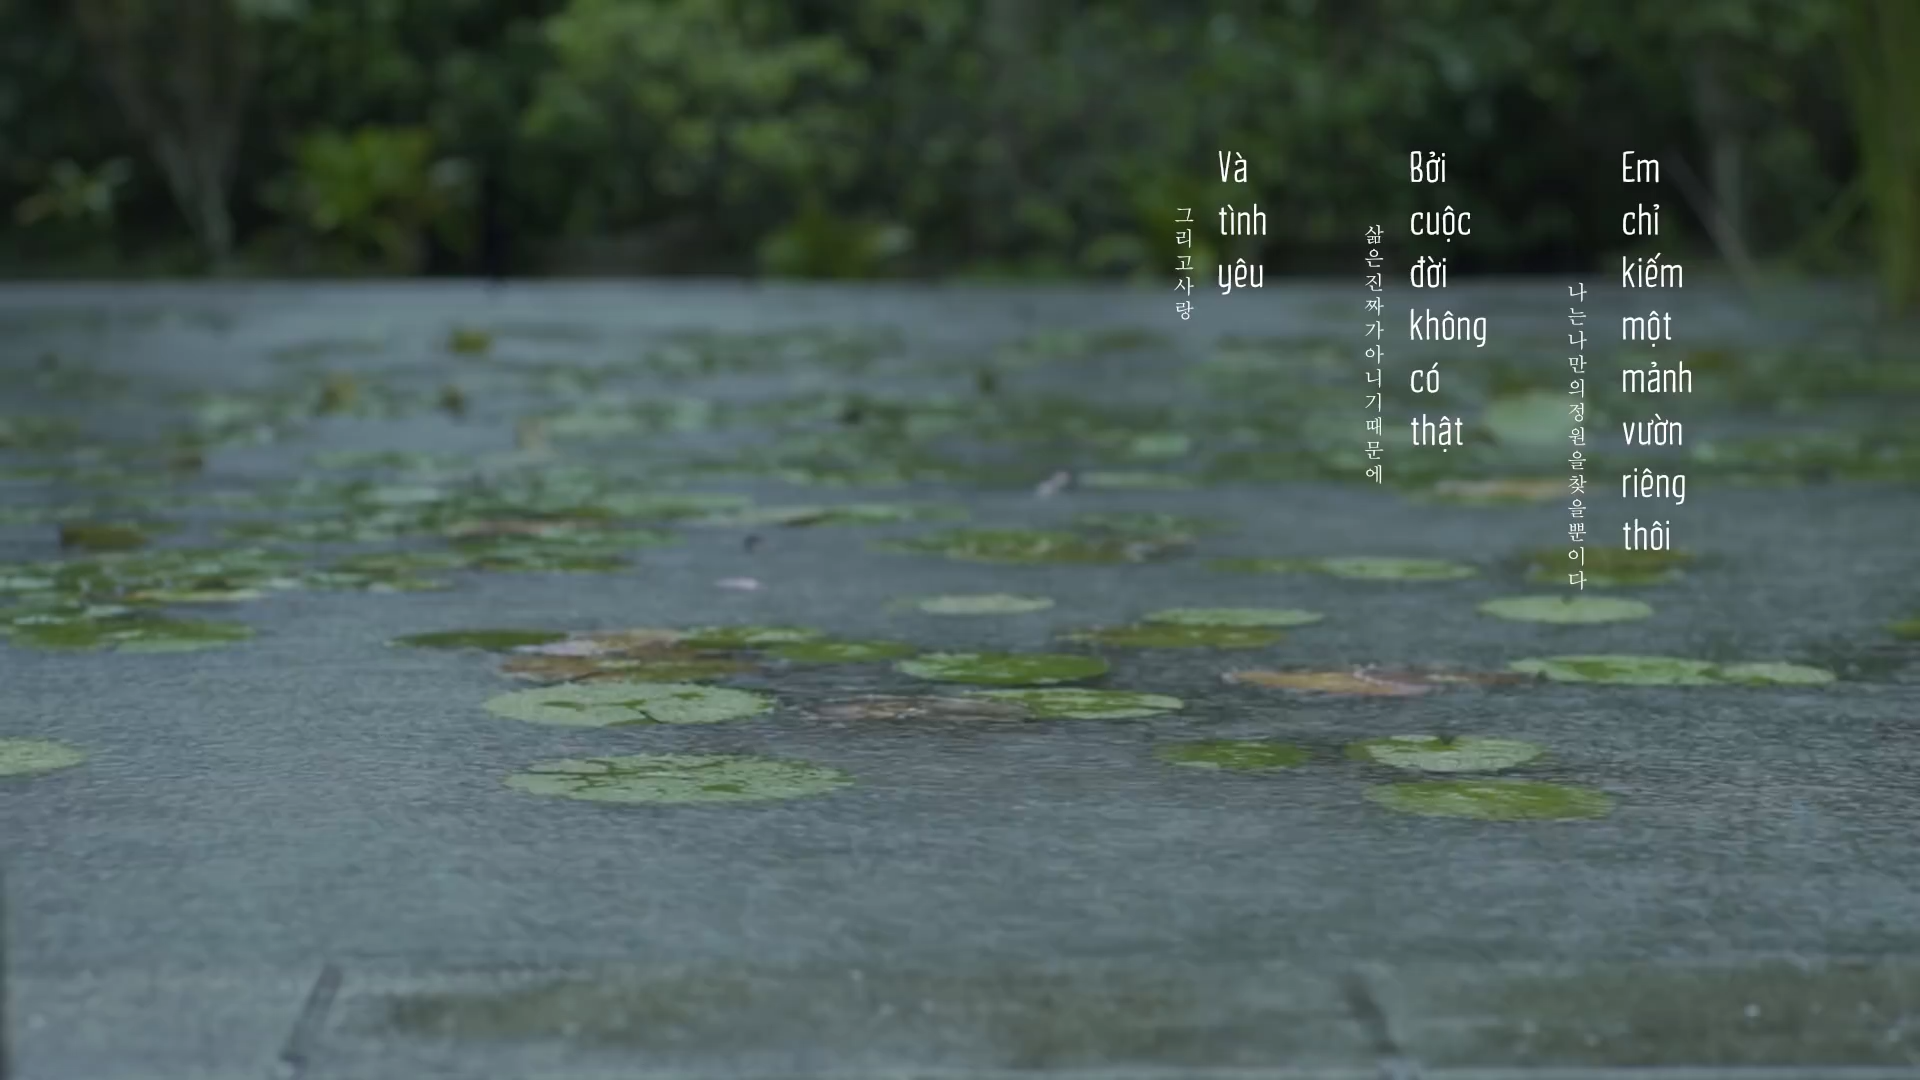 Em chỉ kiếm một mảnh vườn riêng thôi
나는나만의정원을찾을뿐이다
Bởi cuộc đời không có thật
삶은진짜가아니기때문에
Và tình yêu
그리고사랑